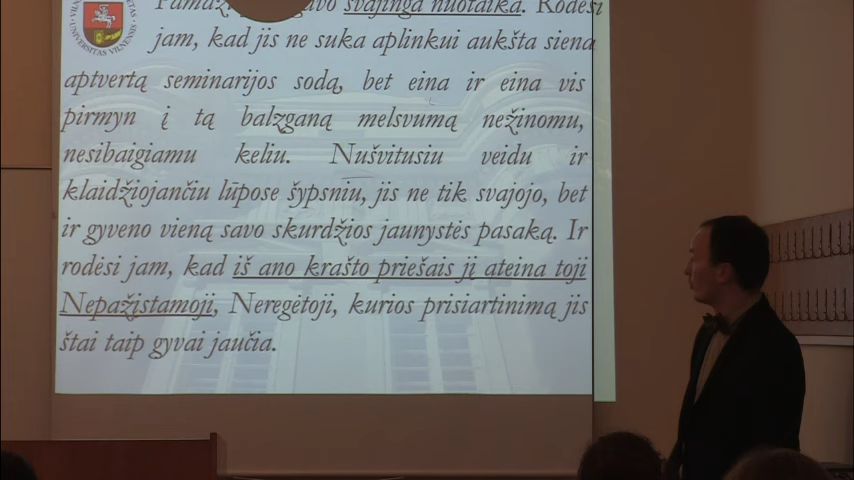 svajinga nuotaika. Rodėsi
jam, kad jis ne suka aplinkui aukšta siena
aptvertą seminarijos sodą, bet eina ir eina vis
pirmyn į tą balzganą melsvumą nežinomu,
nesibaigiamu keliu. Nušvitusiu veidu ir
klaidžiojančiu lūpose šypsniu, jis ne tik svajojo, bet
ir gyveno vieną savo skurdžios jaunystės pasaką. Ir
rodėsi jam, kad iš ano krašto priešais jį ateina toji
Nepažįstamoji, Neregėtoji, kurios prisiartinimą jis
štai taip gyvai jaučia.